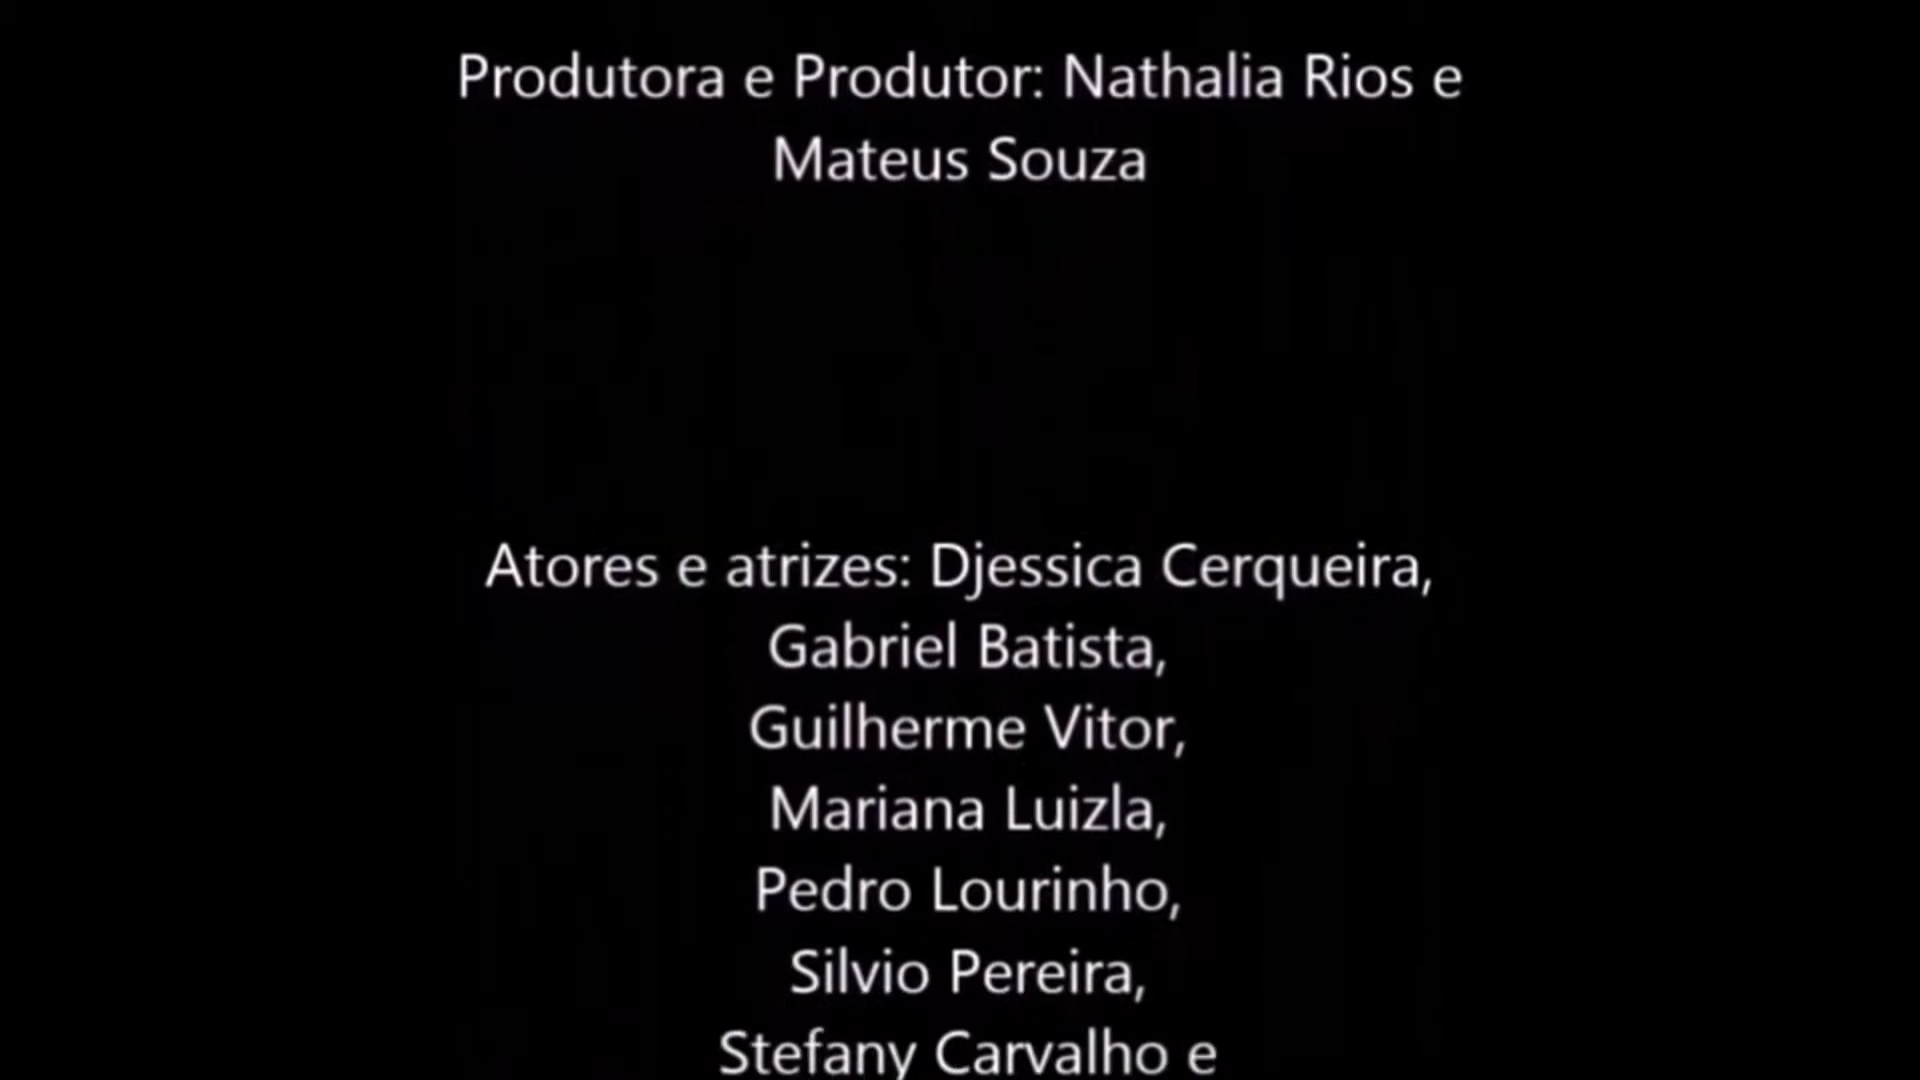 Produtora e Produtor: Nathalia Rios e
Mateus Souza
Atores e atrizes: Djessica Cerqueira,
Gabriel Batista,
Guilherme Vitor,
Mariana Luizla,
Pedro Lourinho,
Silvio Pereira,
Stefany Carvalho e